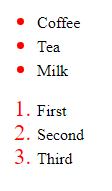 • Coffee
• Tea
• Milk
1. First
2. Second
3. Third